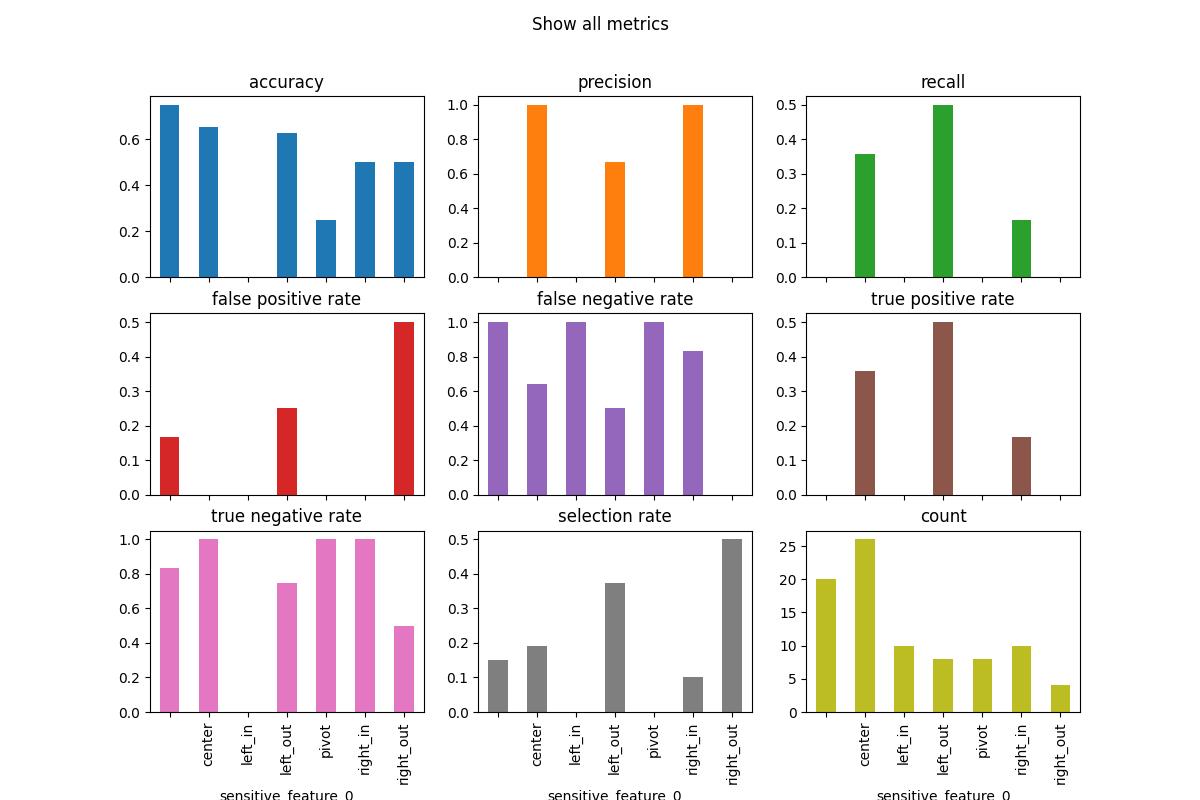 Show all metrics
accuracy
precision
recall
0.6
0.4
0.2
0.0
1.0
0.8
0.6
0.4
0.2
0.0
0.5
0.4
0.3
0.2
0.1
0.0
false positive rate
false negative rate
true positive rate
0.5
0.4
0.3
0.2
0.1
0.0
1.0
0.8
0.6
0.4
0.2
0.0
0.5
0.4
0.3
0.2
0.1
0.0
true negative rate
selection rate
count
1.0
0.8
0.6
0.4
0.2
0.0
0.5
0.4
0.3
0.2
0.1
0.0
25
20
15
10
5
0
center
left_in
left_out
pivot
right_in
right_out
center
left_in
left_out
pivot
right_in
right_out
center
left_in
left_out
pivot
right_in
right_out
sensitive_feature_0
sensitive_feature_0
sensitive_feature_0